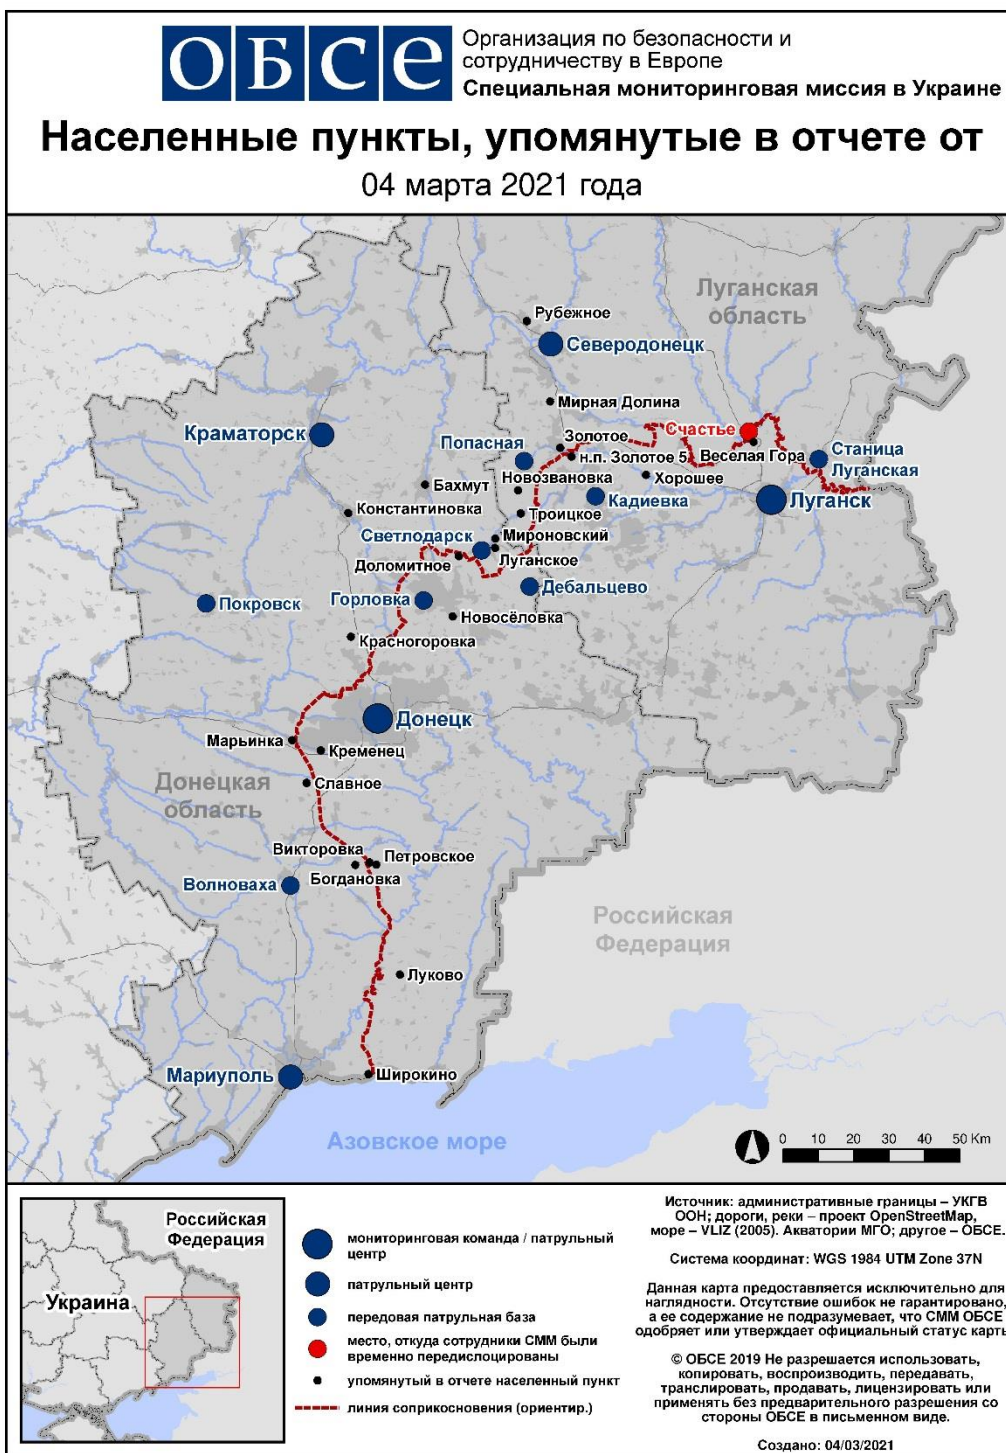 ОБСЕ
Организация по безопасности и
сотрудничеству в Европе
Специальная мониторинговая миссия в Украине
Населенные пункты, упомянутые в отчете от
04 марта 2021 года
Луганская
область
Рубежное
Северодонецк
Мирная Долина
Краматорск
Счастье
Золотое
Попасная
Веселая Гора
Станица
Луганская
н.п. Золотое 5
Новозвановка
Хорошее
Бахмут
Кадиевка
Луганск
Константиновка
Троицкое
Светлодарск
Мироновский
Доломитное
Луганское
Дебальцево
Покровск
Горловка
Новосёловка
Красногоровка
Донецк
Марьинка
Кременец
Донецкая
область
Славное
Викторовка
Петровское
Богдановка
Волноваха
Российская
Федерация
Луково
Мариуполь
Широкино
Азовское море
0 10 20 30 40 50 Km
Российская
Федерация
Украина
мониторинговая команда / патрульный
центр
патрульный центр
передовая патрульная база
место, откуда сотрудники СММ были
временно передислоцированы
упомянутый в отчете населенный пункт
линия соприкосновения (ориентир.)
Источник: административные границы – УКГВ
ООН; дороги, реки – проект OpenStreetMap,
море – VLIZ (2005). Акватории МГО; другое – ОБСЕ.
Система координат: WGS 1984 UTM Zone 37N
Данная карта предоставляется исключительно для
наглядности. Отсутствие ошибок не гарантировано,
а ее содержание не подразумевает, что СММ ОБСЕ
одобряет или утверждает официальный статус карты
© ОБСЕ 2019 Не разрешается использовать,
копировать, воспроизводить, передавать,
транслировать, продавать, лицензировать или
применять без предварительного разрешения со
стороны ОБСЕ в письменном виде.
Создано: 04/03/2021